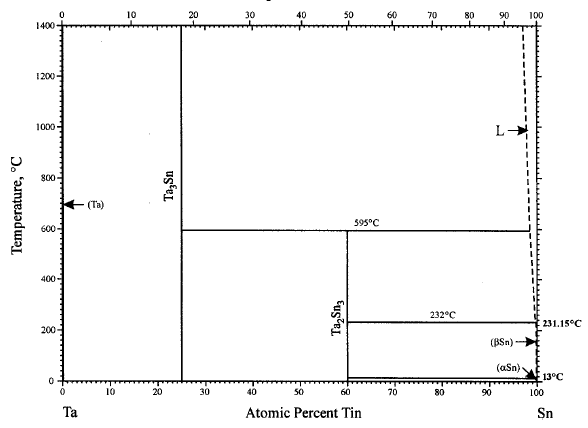 0 10 20 30 40 50 60 70 80 90 100
1400
1200
1000
800
600
400
200
0
Temperature, °C
L
Ta₃Sn
(Ta)
595°C
Ta₂Sn₃
232°C
231.15°C
(βSn)
(αSn)
13°C
0 10 20 30 40 50 60 70 80 90 100
Ta Atomic Percent Tin Sn